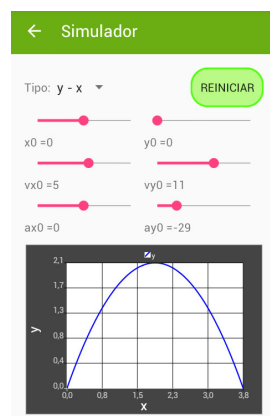 Simulador
Tipo: y - x
REINICIAR
x0 =0
y0 =0
vx0 =5
vy0 =11
ax0 =0
ay0 =-29
y
2,1
1,7
1,3
0,8
0,4
0,0
y
0,0 0,8 1,5 2,3 3,0 3,8
x